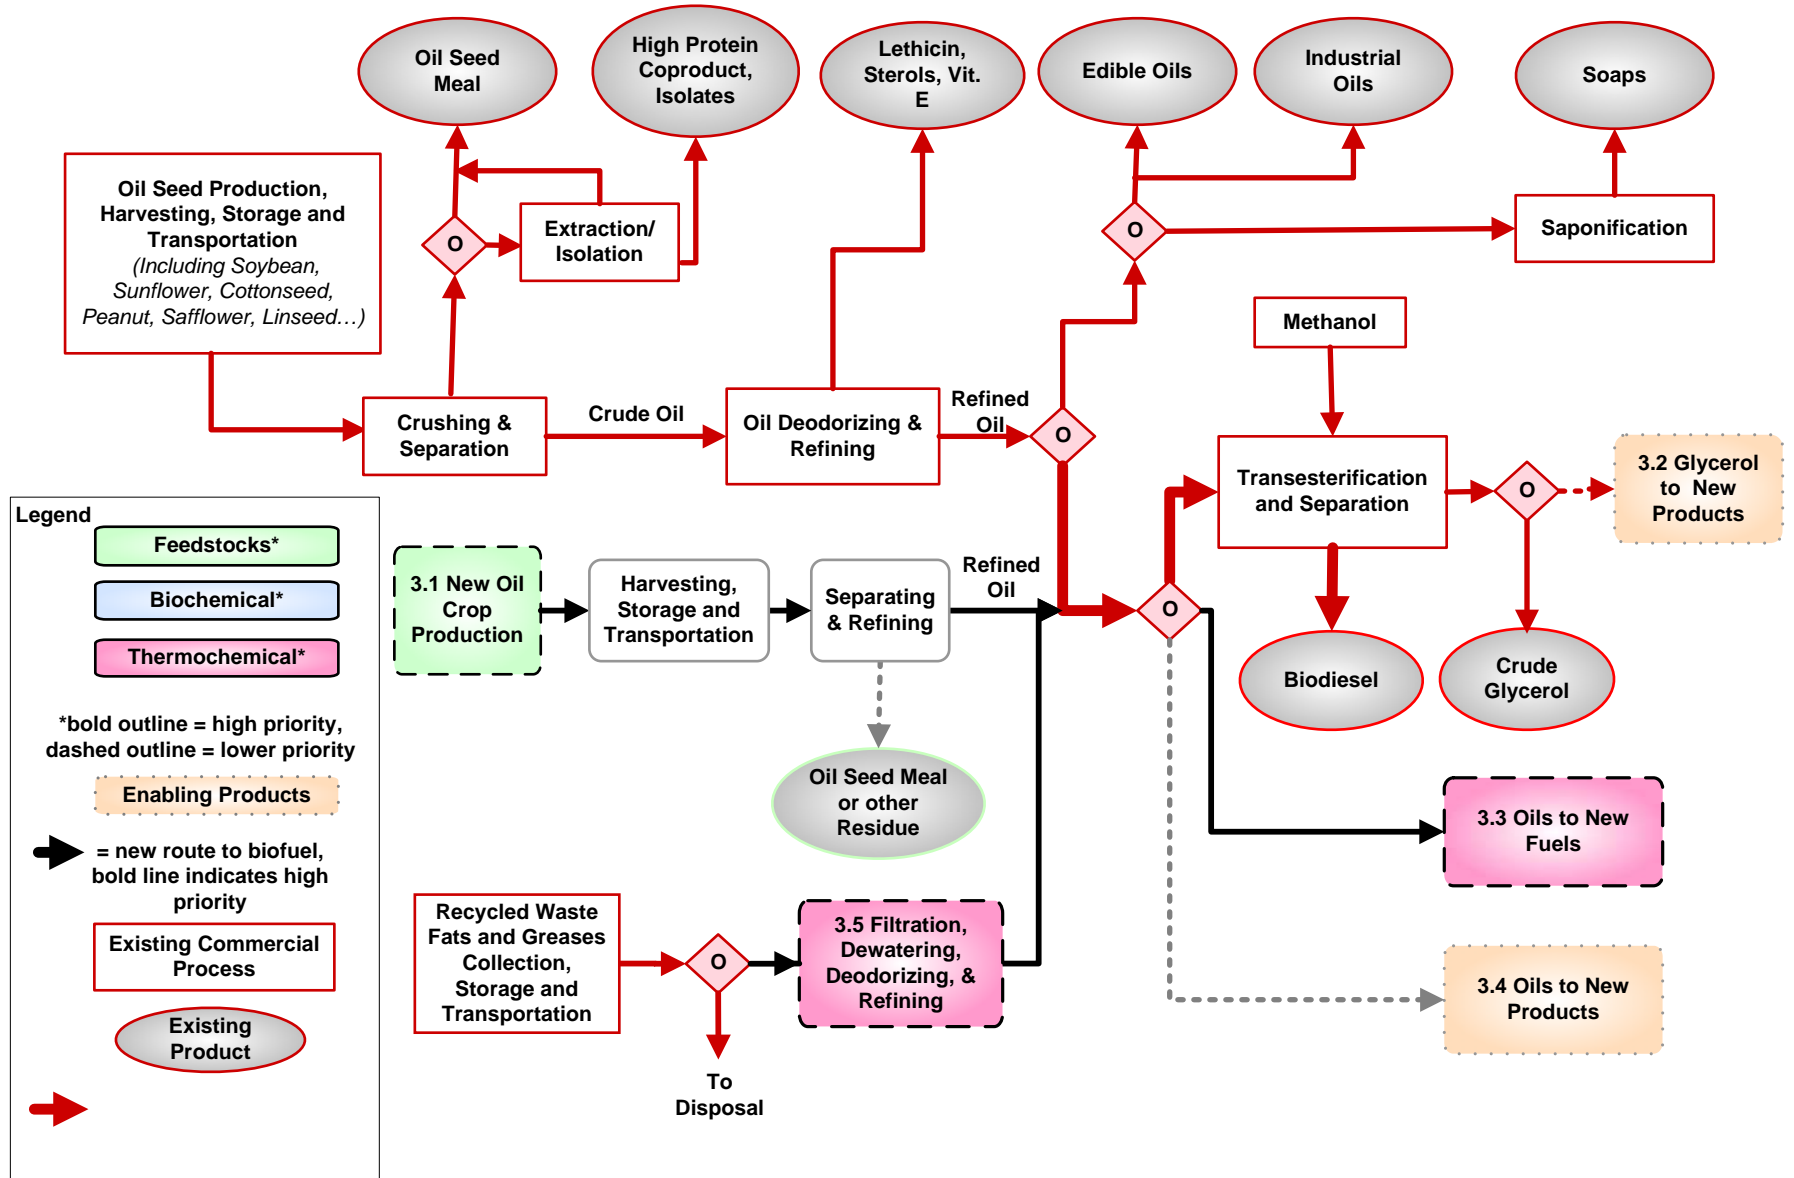 Oil Seed
Meal
High Protein
Coproduct,
Isolates
Lethicin,
Sterols, Vit.
E
Edible Oils
Industrial
Oils
Soaps
Oil Seed Production,
Harvesting, Storage and
Transportation
(Including Soybean,
Sunflower, Cottonseed,
Peanut, Safflower, Linseed…)
O
Extraction/
Isolation
O
Saponification
Methanol
Crushing &
Separation
Crude Oil
Oil Deodorizing &
Refining
Refined
Oil
O
Transesterification
and Separation
O
3.2 Glycerol
to New
Products
Legend
Feedstocks*
Biochemical*
Thermochemical*
*bold outline = high priority,
dashed outline = lower priority
Enabling Products
= new route to biofuel,
bold line indicates high
priority
Existing Commercial
Process
Existing
Product
3.1 New Oil
Crop
Production
Harvesting,
Storage and
Transportation
Separating
& Refining
Refined
Oil
O
Biodiesel
Crude
Glycerol
Oil Seed Meal
or other
Residue
3.3 Oils to New
Fuels
Recycled Waste
Fats and Greases
Collection,
Storage and
Transportation
O
3.5 Filtration,
Dewatering,
Deodorizing, &
Refining
3.4 Oils to New
Products
To
Disposal